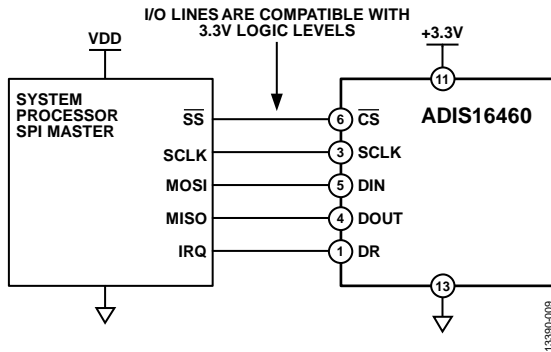 I/O LINES ARE COMPATIBLE WITH
3.3V LOGIC LEVELS
VDD
+3.3V
11
SYSTEM
PROCESSOR
SPI MASTER
ADIS16460
SS 6 CS
SCLK 3 SCLK
MOSI 5 DIN
MISO 4 DOUT
IRQ 1 DR
13
13390-009